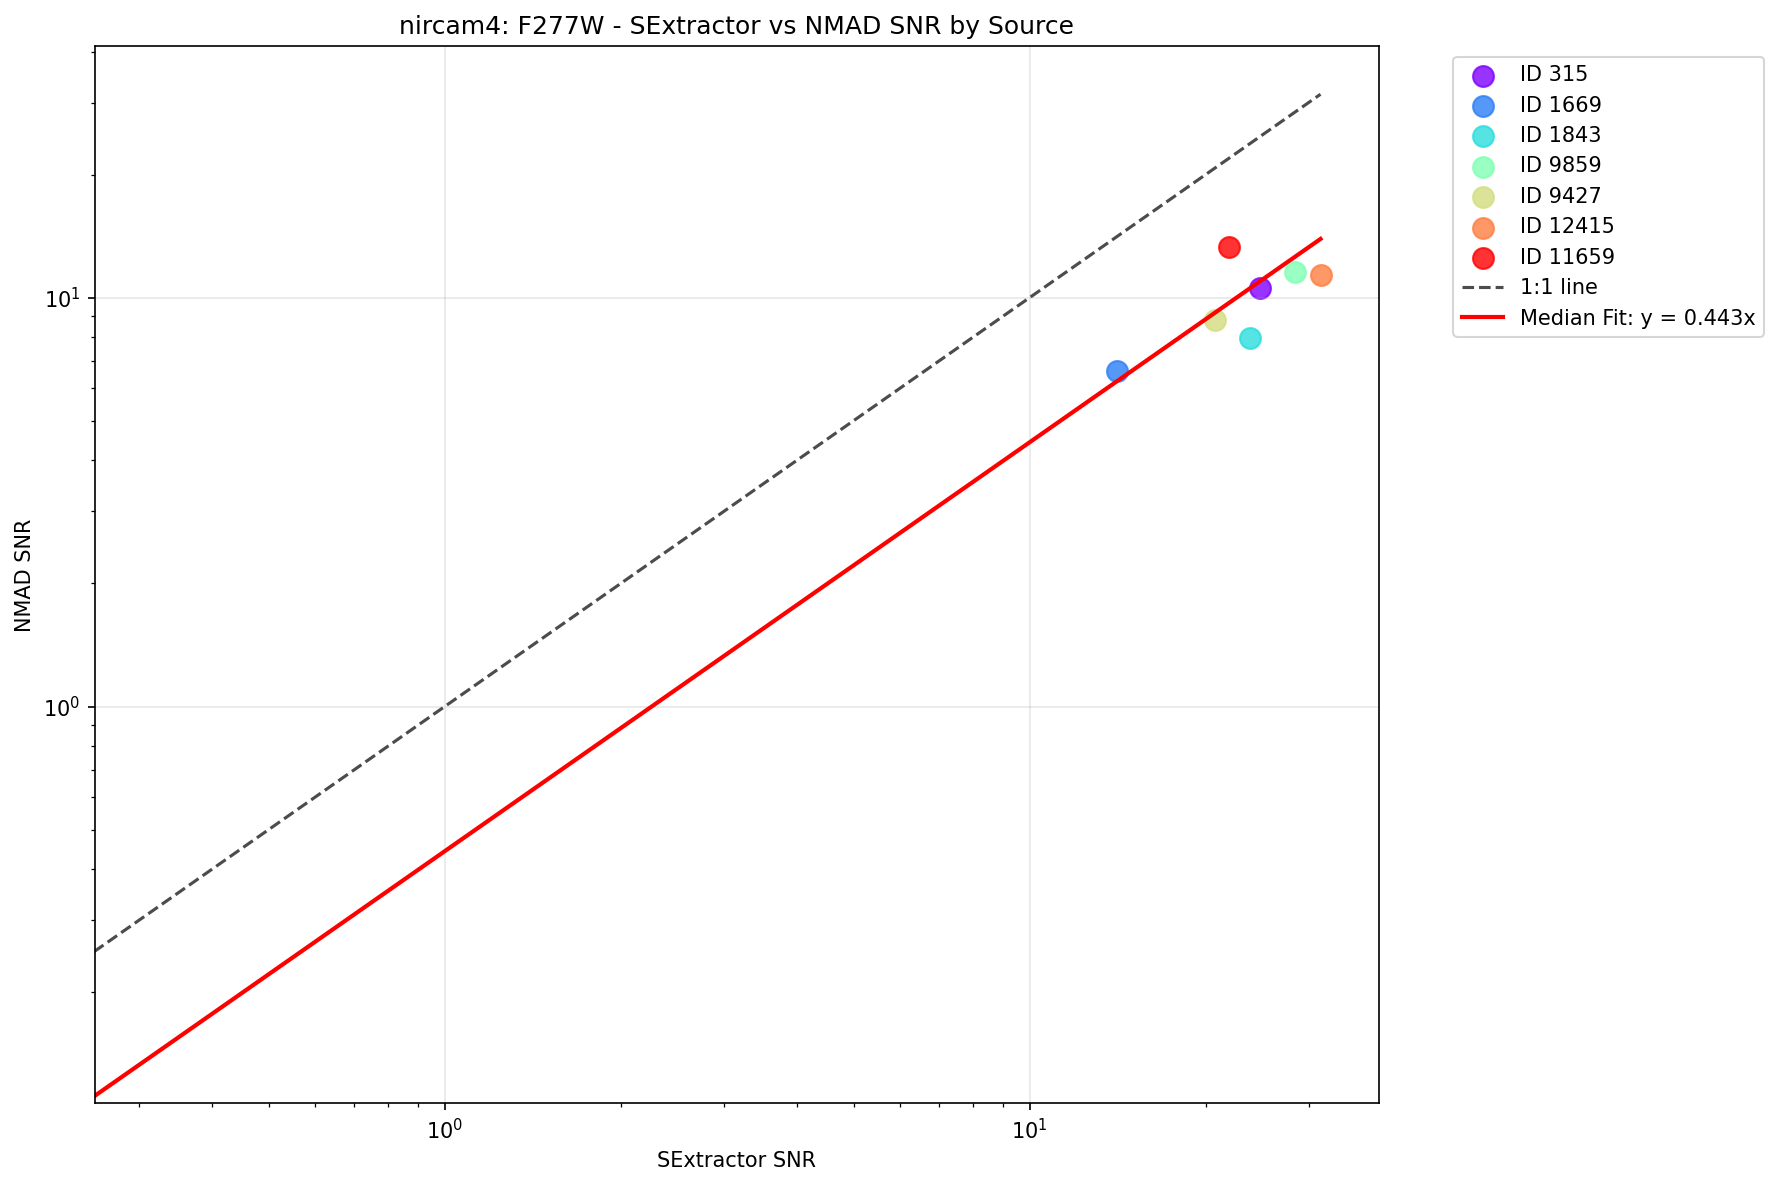 nircam4: F277W - SExtractor vs NMAD SNR by Source
ID 315
ID 1669
ID 1843
ID 9859
ID 9427
ID 12415
ID 11659
1:1 line
Median Fit: y = 0.443x
NMAD SNR
10¹
10⁰
10⁰
10¹
SExtractor SNR